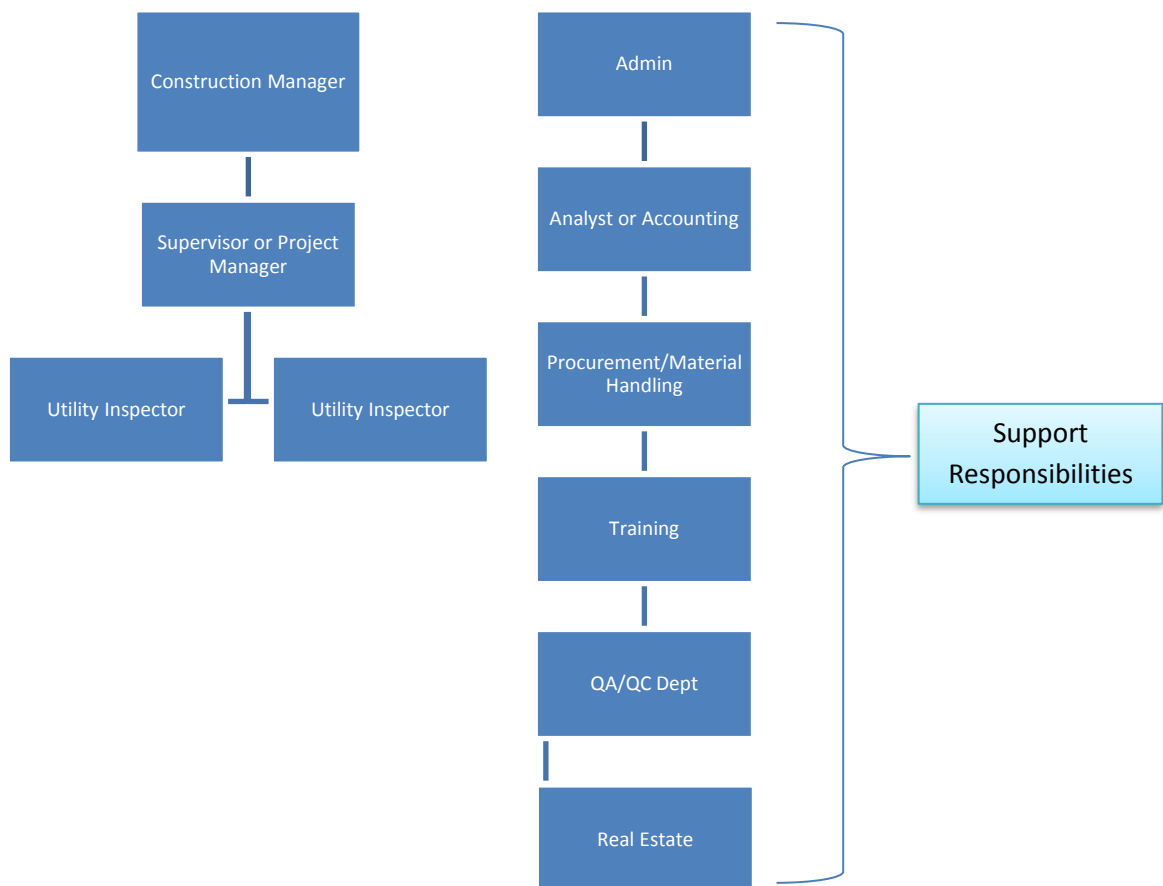 Construction Manager
Supervisor or Project
Manager
Utility Inspector
Utility Inspector
Admin
Analyst or Accounting
Procurement/Material
Handling
Training
QA/QC Dept
Real Estate
Support
Responsibilities